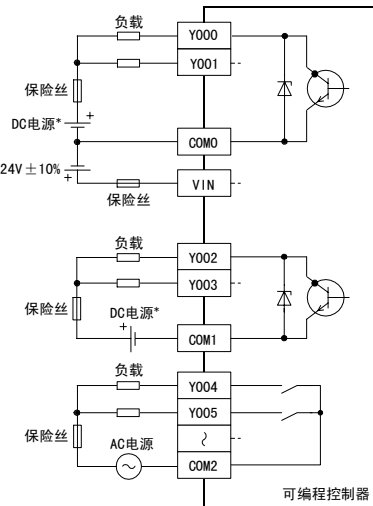 负载
Y000
Y001
保险丝
DC电源*
+
COM0
24V±10%
+
VIN
保险丝
负载
Y002
Y003
保险丝
DC电源*
+
COM1
负载
Y004
Y005
保险丝
AC电源
COM2
可编程控制器